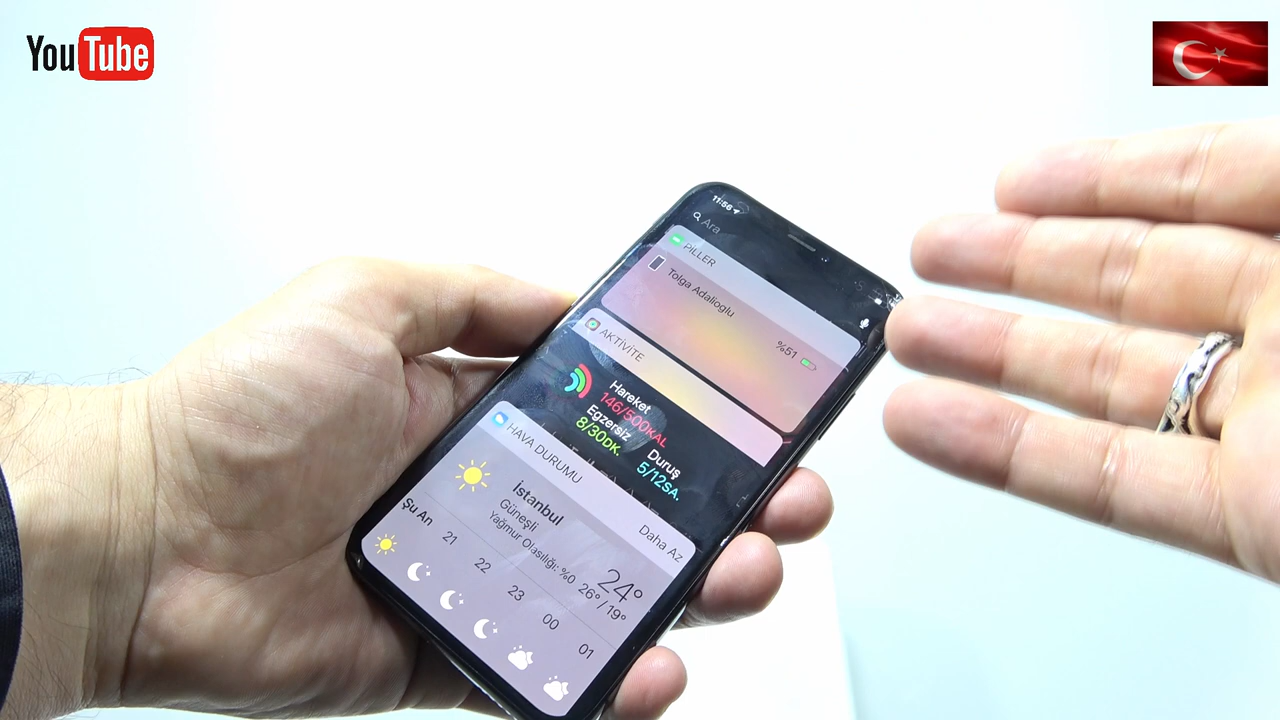 YouTube
11:56
Ara
PİLLER
Tolga Adalioglu
%51
AKTİVİTE
Hareket
146/500KAL
Egzersiz
8/30DK.
Duruş
5/12SA.
HAVA DURUMU
Daha Az
İstanbul
Güneşli
Yağmur Olasılığı: %0
24°
26° / 19°
Şu An 21 22 23 00 01